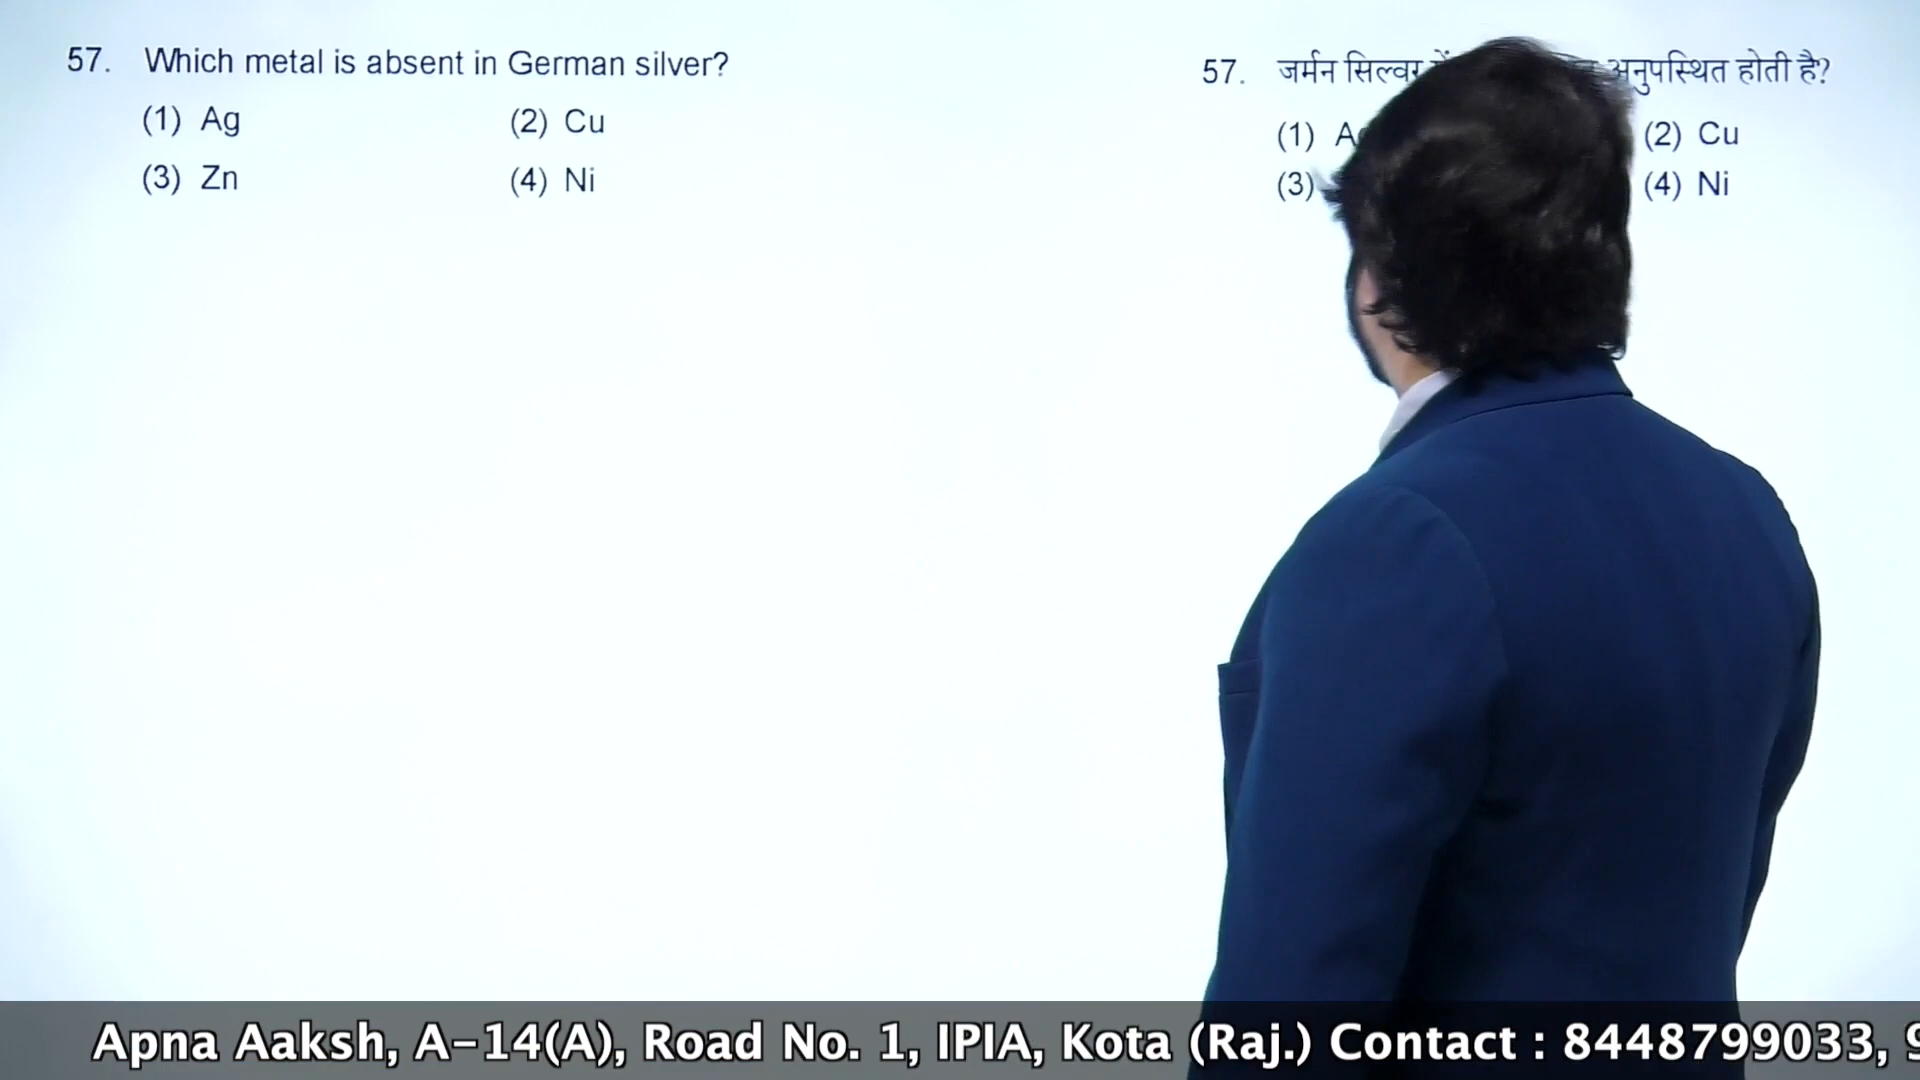 57. Which metal is absent in German silver?
(1) Ag (2) Cu
(3) Zn (4) Ni
57. जर्मन सिल्वर में अनुपस्थित होती है?
(1) (2) Cu
(3) (4) Ni
Apna Aaksh, A-14(A), Road No. 1, IPIA, Kota (Raj.) Contact : 8448799033,